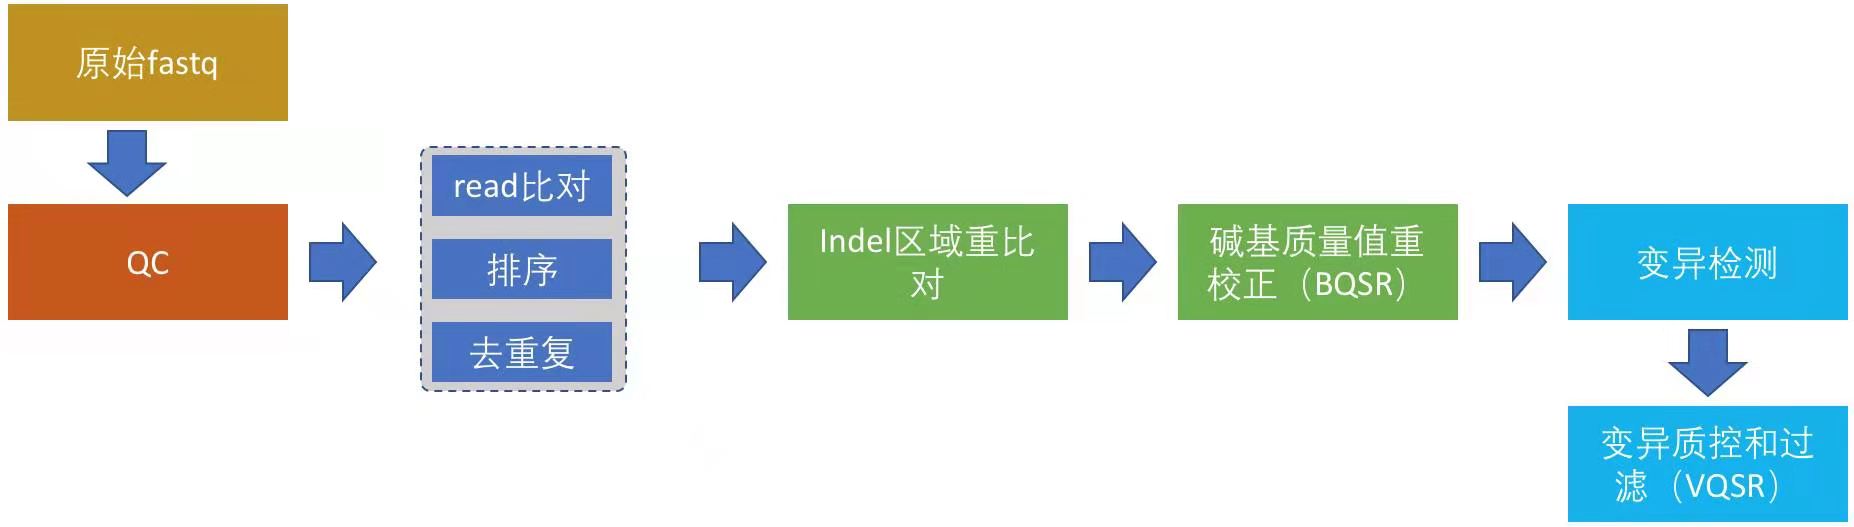 原始fastq
QC
read比对
排序
去重复
Indel区域重比
对
碱基质量值重
校正（BQSR）
变异检测
变异质控和过
滤（VQSR）